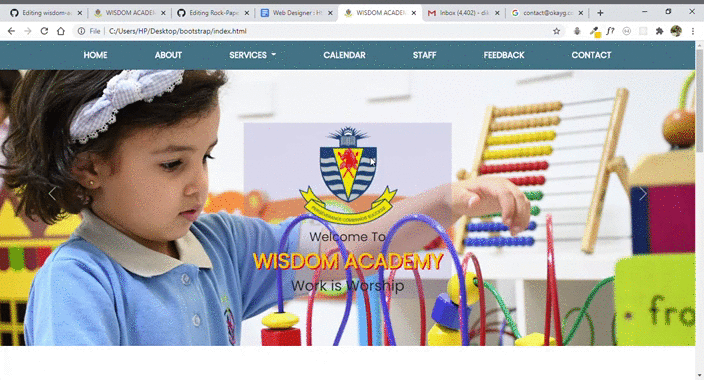 Editing wisdom-a
WISDOM ACADEM
Editing Rock-Pape
Web Designer : H
WISDOM ACADEM
Inbox (4,402) - di
contact@okayg.c
File
C:/Users/HP/Desktop/bootstrap/index.html
HOME
ABOUT
SERVICES
CALENDAR
STAFF
FEEDBACK
CONTACT
Welcome To
WISDOM ACADEMY
Work is Worship
fro